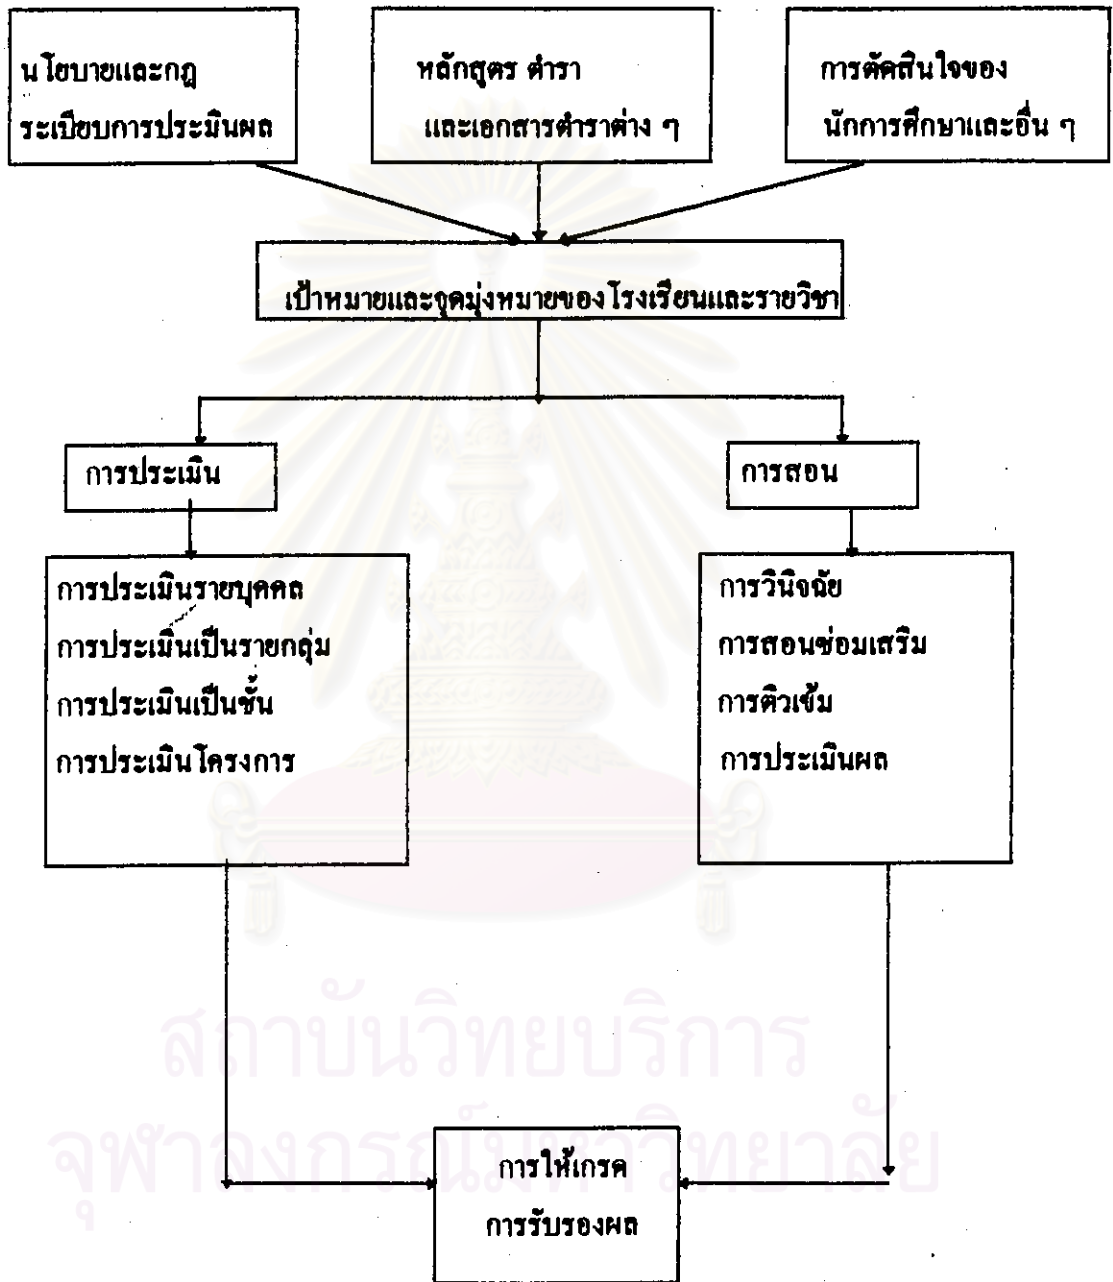 นโยบายและกฎ
ระเบียบการประมินผล
หลักสูตร ตำรา
และเอกสารตำราต่าง ๆ
การตัดสินใจของ
นักการศึกษาและอื่น ๆ
เป้าหมายและจุดมุ่งหมายของโรงเรียนและรายวิชา
การประเมิน
การสอน
การประเมินรายบุคคล
การประเมินเป็นรายกลุ่ม
การประเมินเป็นชั้น
การประเมินโครงการ
การวินิจฉัย
การสอนซ่อมเสริม
การติวเข้ม
การประเมินผล
สถาบันวิทยบริการ
จุฬาลงกรณ์มหาวิทยาลัย
การให้เกรด
การรับรองผล